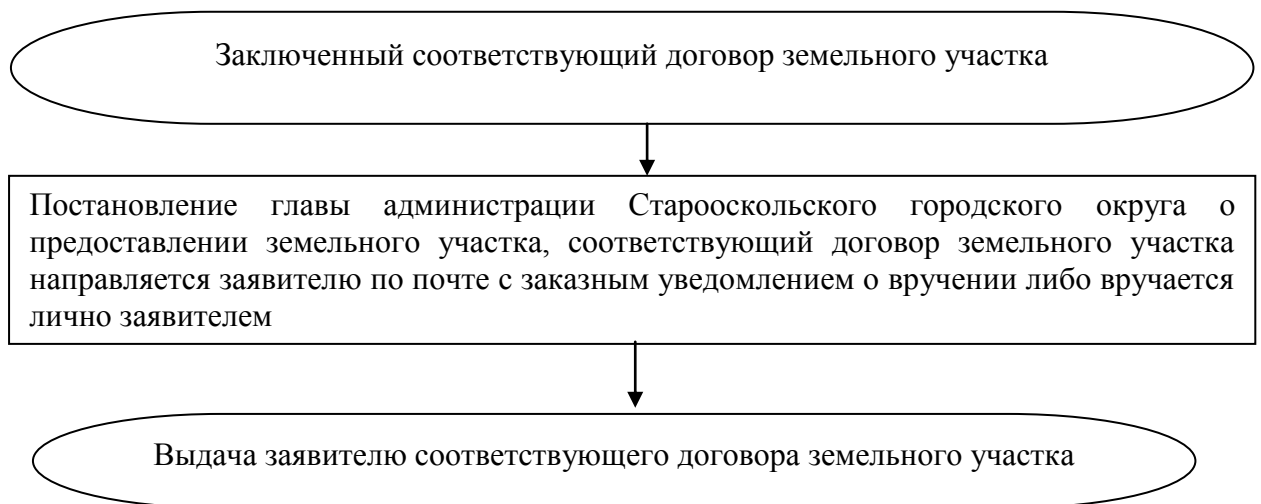 Заключенный соответствующий договор земельного участка
Постановление главы администрации Старооскольского городского округа о
предоставлении земельного участка, соответствующий договор земельного участка
направляется заявителю по почте с заказным уведомлением о вручении либо вручается
лично заявителем
Выдача заявителю соответствующего договора земельного участка